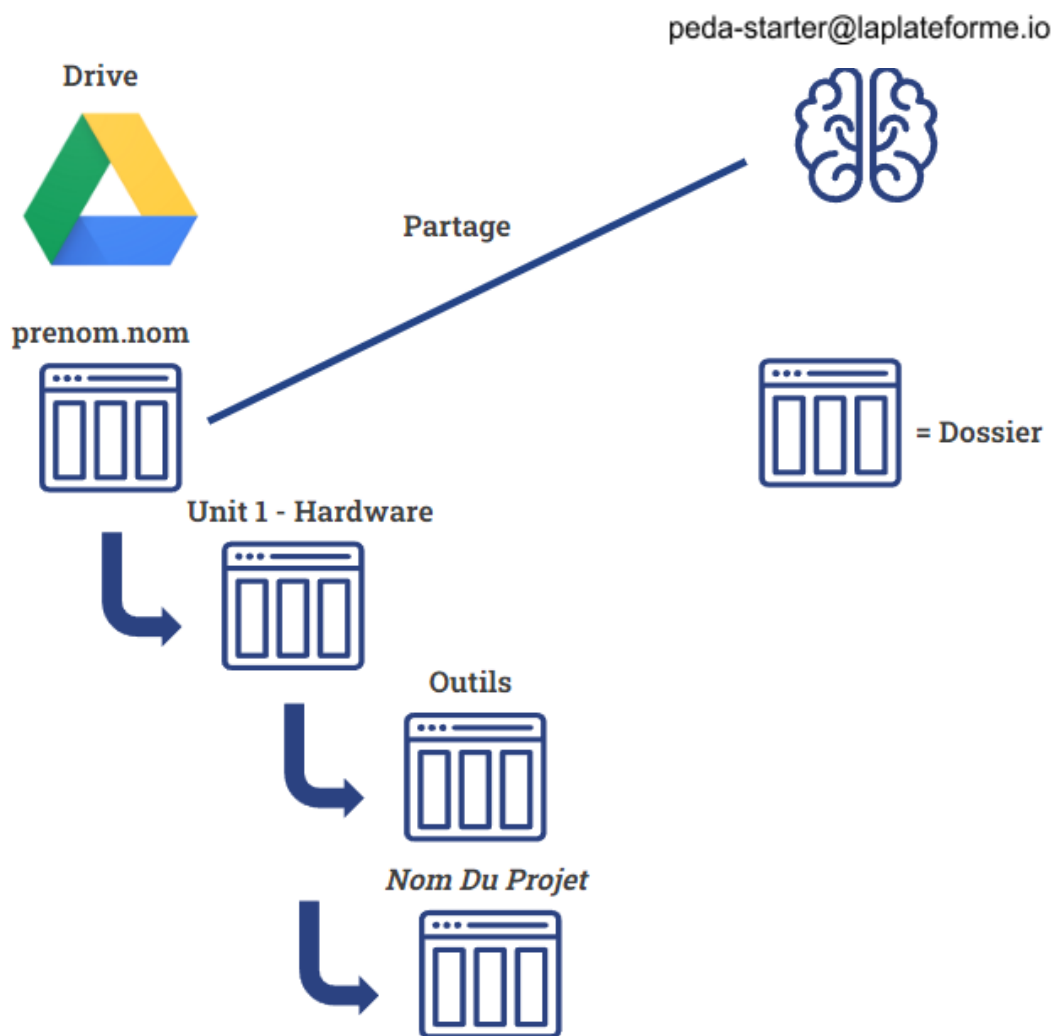 peda-starter@laplateforme.io
Drive
Partage
prenom.nom
= Dossier
Unit 1 - Hardware
Outils
Nom Du Projet